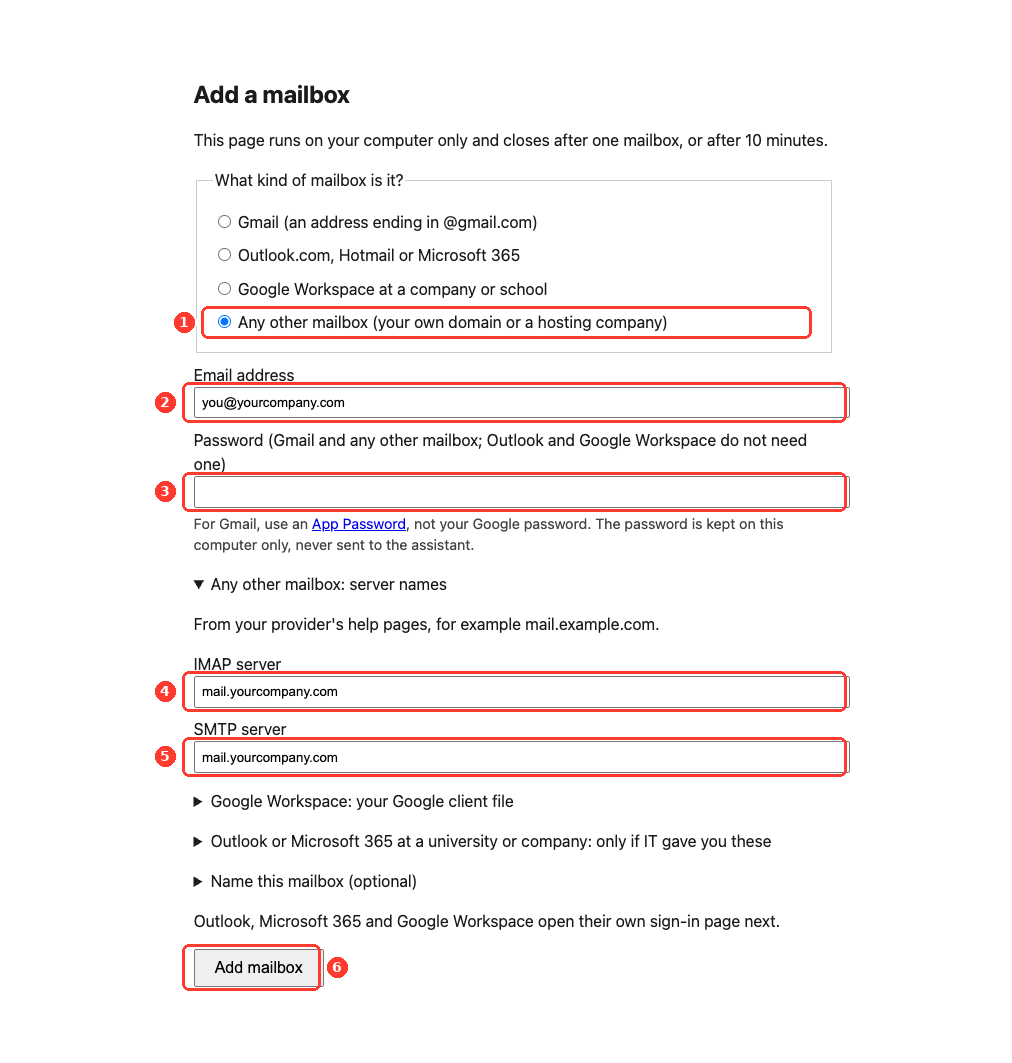 Add a mailbox
This page runs on your computer only and closes after one mailbox, or after 10 minutes.
What kind of mailbox is it?
Gmail (an address ending in @gmail.com)
Outlook.com, Hotmail or Microsoft 365
Google Workspace at a company or school
1 Any other mailbox (your own domain or a hosting company)
Email address
2 you@yourcompany.com
Password (Gmail and any other mailbox; Outlook and Google Workspace do not need
one)
3
For Gmail, use an App Password, not your Google password. The password is kept on this
computer only, never sent to the assistant.
▼ Any other mailbox: server names
From your provider's help pages, for example mail.example.com.
IMAP server
4 mail.yourcompany.com
SMTP server
5 mail.yourcompany.com
▶ Google Workspace: your Google client file
▶ Outlook or Microsoft 365 at a university or company: only if IT gave you these
▶ Name this mailbox (optional)
Outlook, Microsoft 365 and Google Workspace open their own sign-in page next.
Add mailbox 6